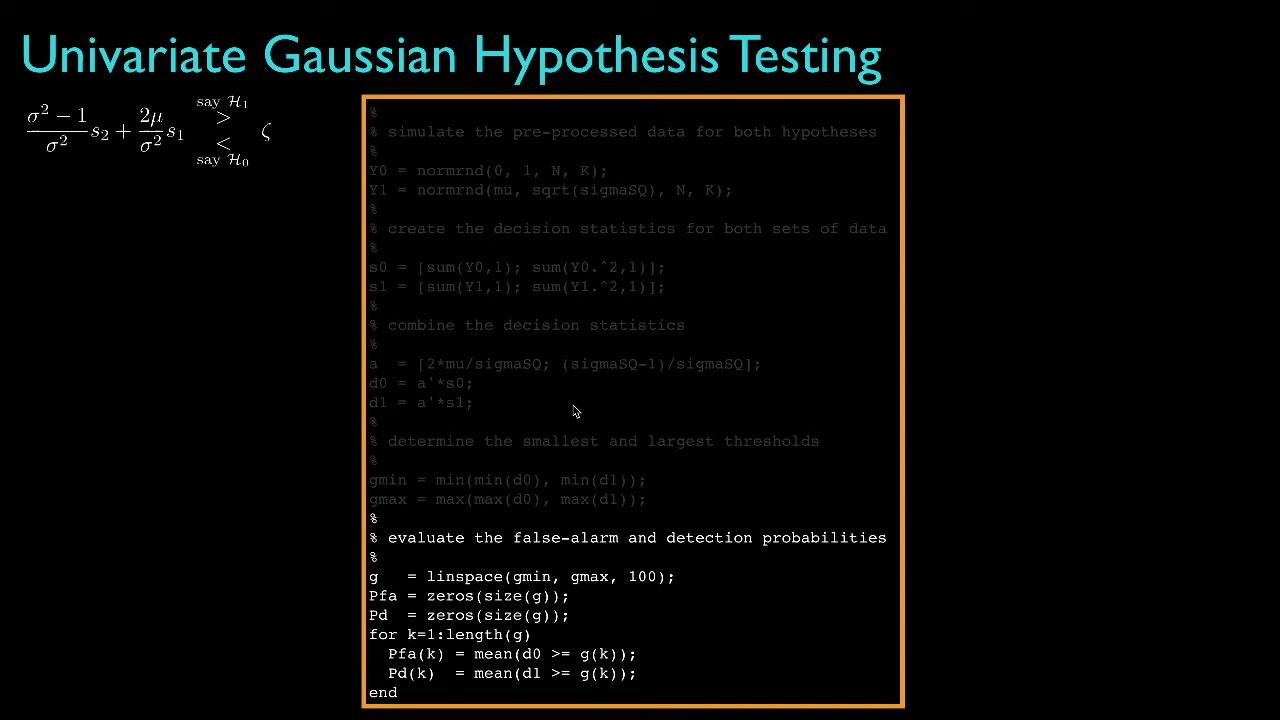 Univariate Gaussian Hypothesis Testing
say ℋ₁
(σ² − 1)/σ² s₂ + 2μ/σ² s₁ > < ζ
say ℋ₀
%
% simulate the pre-processed data for both hypotheses
%
Y0 = normrnd(0, 1, N, K);
Y1 = normrnd(mu, sqrt(sigmaSQ), N, K);
%
% create the decision statistics for both sets of data
%
s0 = [sum(Y0,1); sum(Y0.^2,1)];
s1 = [sum(Y1,1); sum(Y1.^2,1)];
%
% combine the decision statistics
%
a  = [2*mu/sigmaSQ; (sigmaSQ-1)/sigmaSQ];
d0 = a'*s0;
d1 = a'*s1;
%
% determine the smallest and largest thresholds
%
gmin = min(min(d0), min(d1));
gmax = max(max(d0), max(d1));
%
% evaluate the false-alarm and detection probabilities
%
g   = linspace(gmin, gmax, 100);
Pfa = zeros(size(g));
Pd  = zeros(size(g));
for k=1:length(g)
  Pfa(k) = mean(d0 >= g(k));
  Pd(k)  = mean(d1 >= g(k));
end